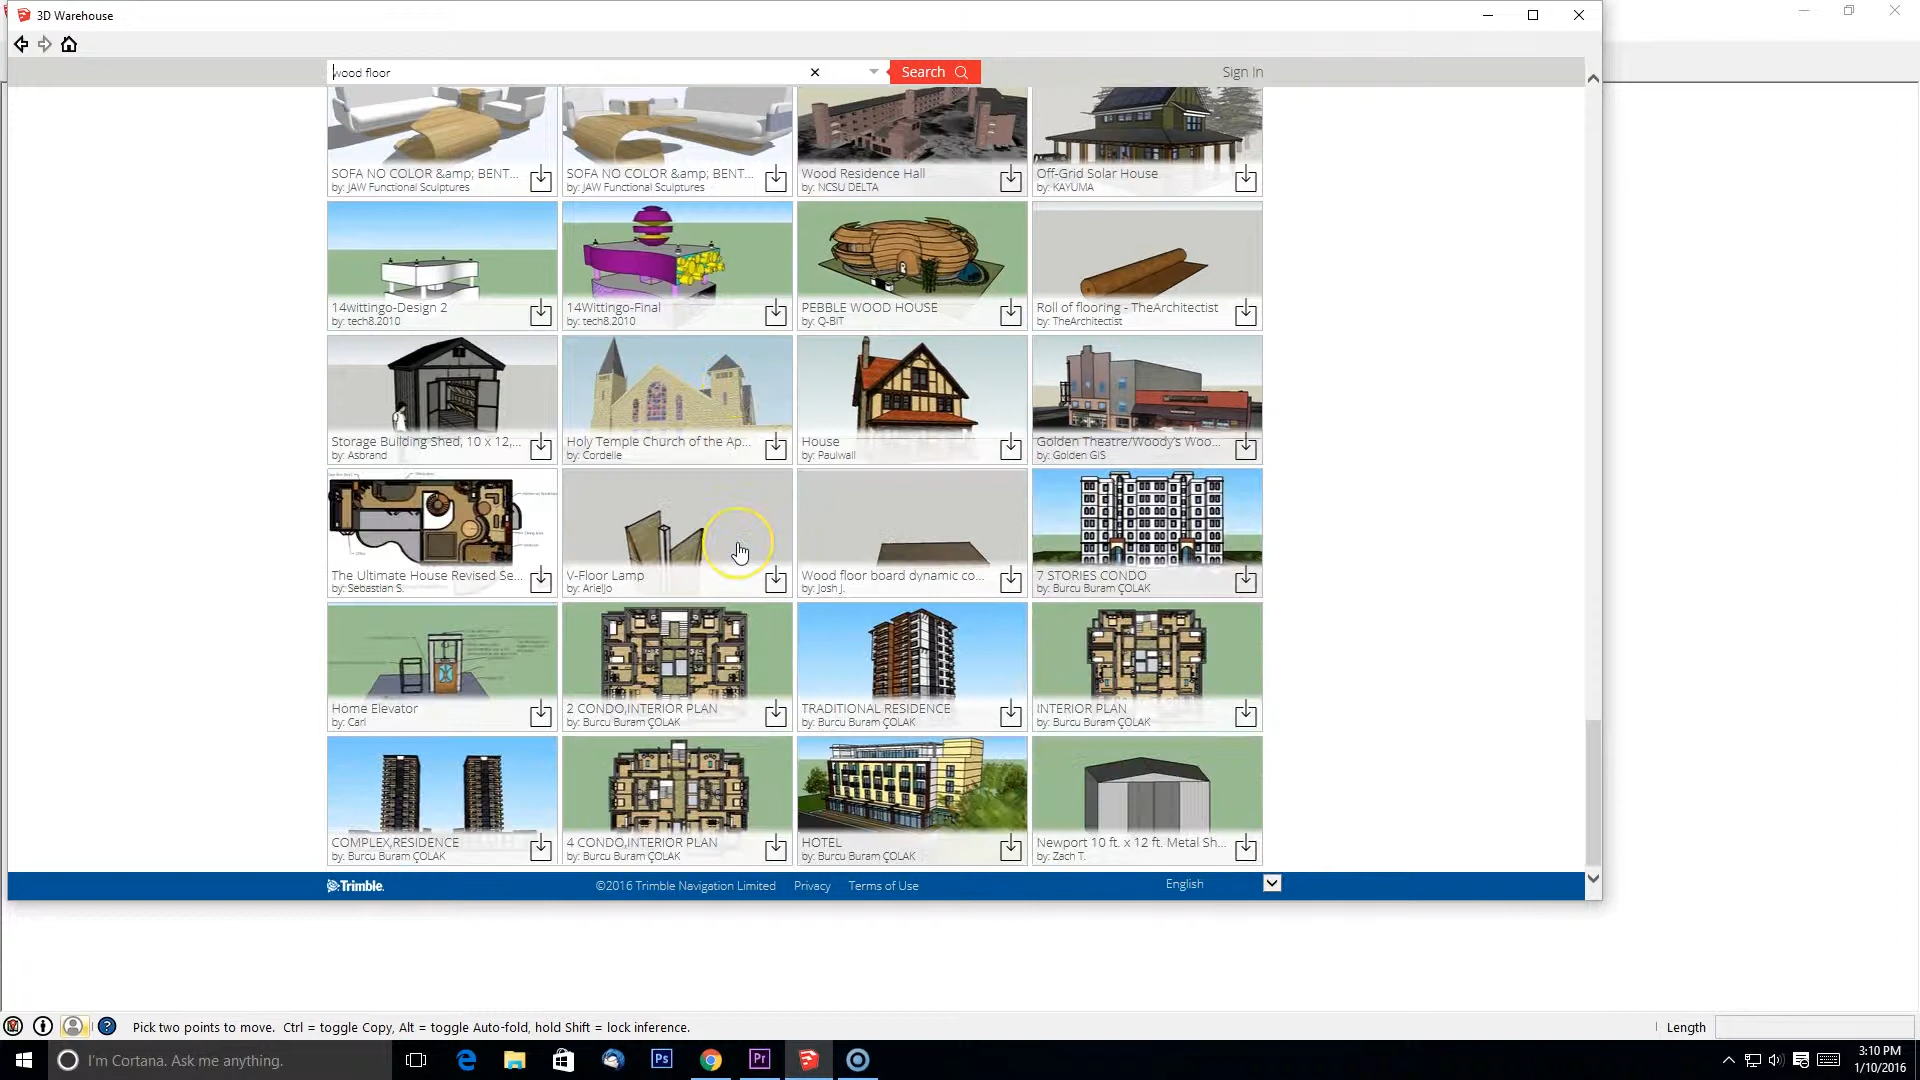 3D Warehouse
wood floor
Search
Sign In
SOFA NO COLOR &amp; BENT...
by: JAW Functional Sculptures
SOFA NO COLOR &amp; BENT...
by: JAW Functional Sculptures
Wood Residence Hall
by: NCSU DELTA
Off-Grid Solar House
by: KAYUMA
14wittingo-Design 2
by: tech8.2010
14Wittingo-Final
by: tech8.2010
PEBBLE WOOD HOUSE
by: Q-BIT
Roll of flooring - TheArchitectist
by: TheArchitectist
Storage Building Shed, 10 x 12,...
by: Asbrand
Holy Temple Church of the Ap...
by: Cordelle
House
by: Paulwall
Golden Theatre/Woody's Woo...
by: Golden GIS
The Ultimate House Revised Se...
by: Sebastian S.
V-Floor Lamp
by: ArielJo
Wood floor board dynamic co...
by: Josh J.
7 STORIES CONDO
by: Burcu Buram ÇOLAK
Home Elevator
by: Carl
2 CONDO,INTERIOR PLAN
by: Burcu Buram ÇOLAK
TRADITIONAL RESIDENCE
by: Burcu Buram ÇOLAK
INTERIOR PLAN
by: Burcu Buram ÇOLAK
COMPLEX,RESIDENCE
by: Burcu Buram ÇOLAK
4 CONDO,INTERIOR PLAN
by: Burcu Buram ÇOLAK
HOTEL
by: Burcu Buram ÇOLAK
Newport 10 ft. x 12 ft. Metal Sh...
by: Zach T.
Trimble.
©2016 Trimble Navigation Limited
Privacy
Terms of Use
English
Pick two points to move. Ctrl = toggle Copy, Alt = toggle Auto-fold, hold Shift = lock inference.
Length
I'm Cortana. Ask me anything.
Ps
Pr
3:10 PM
1/10/2016